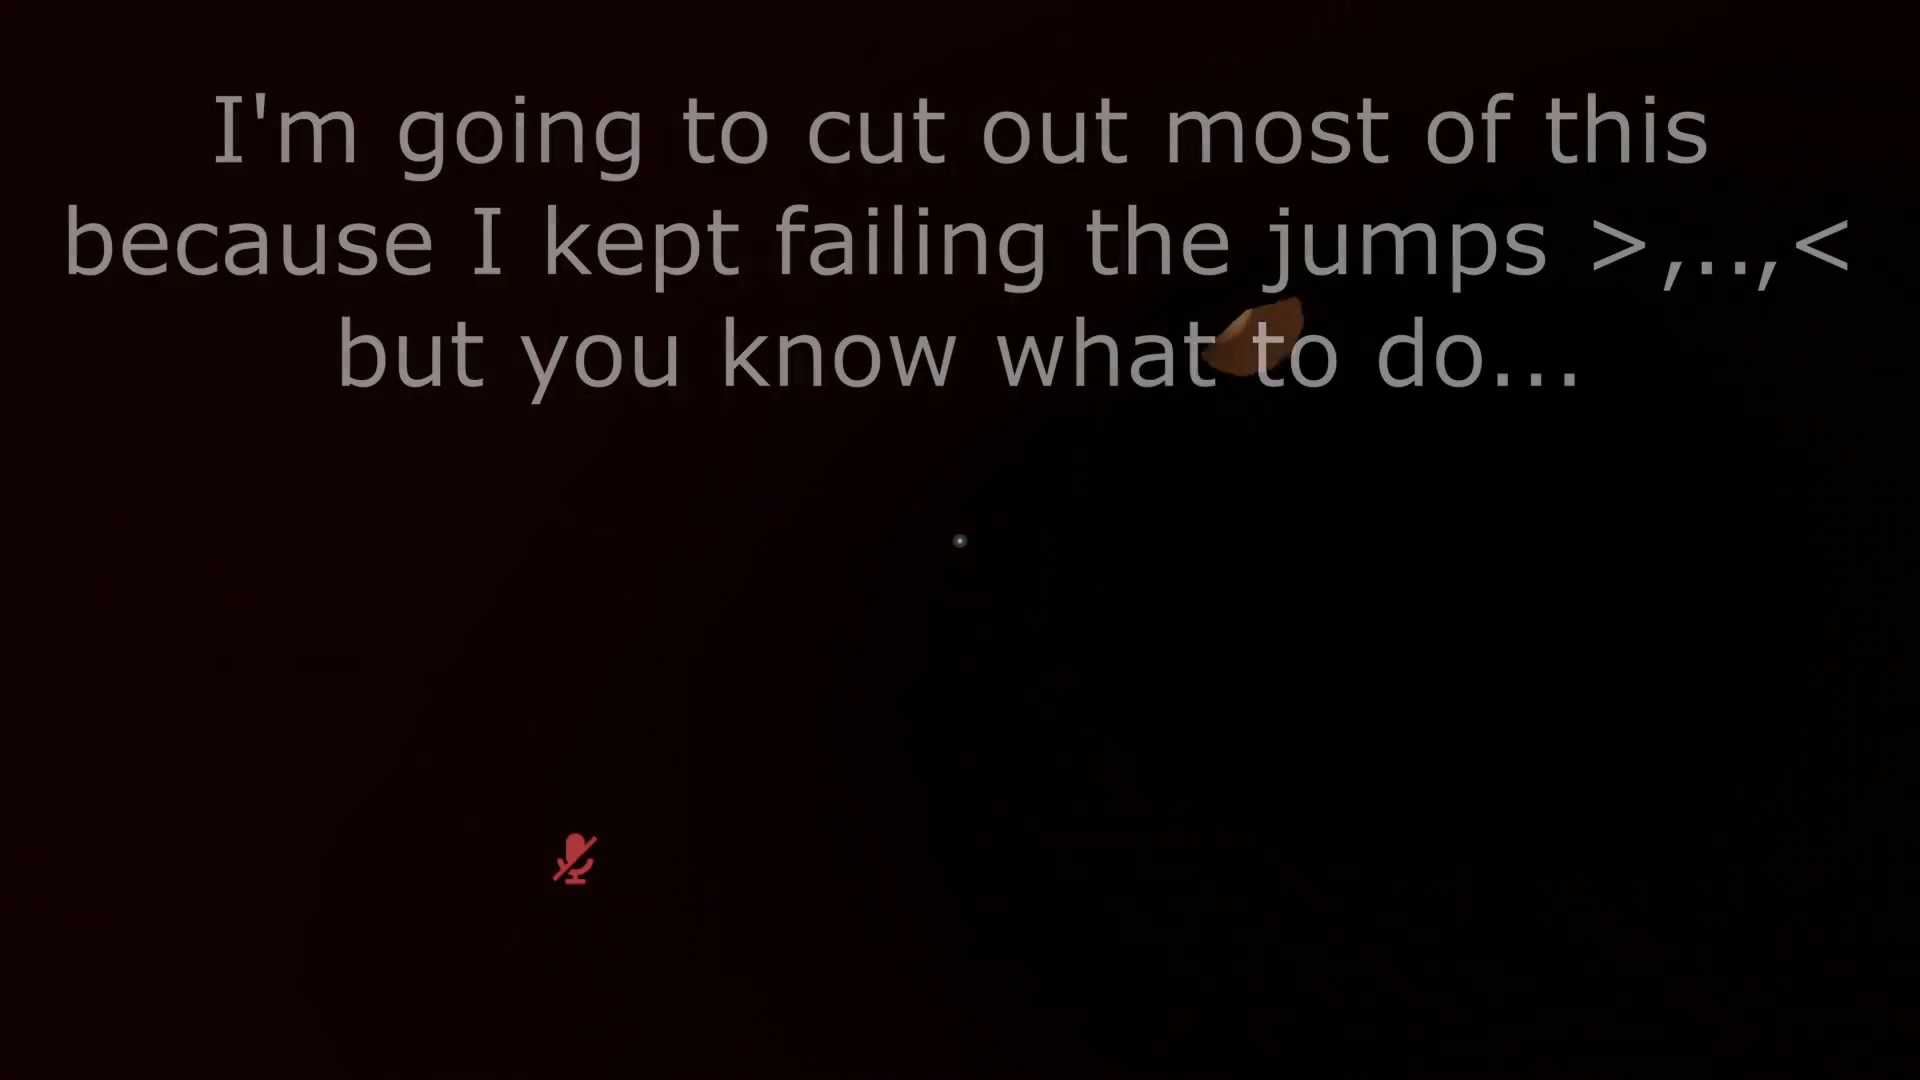 I'm going to cut out most of this
because I kept failing the jumps >,..,<
but you know what to do...